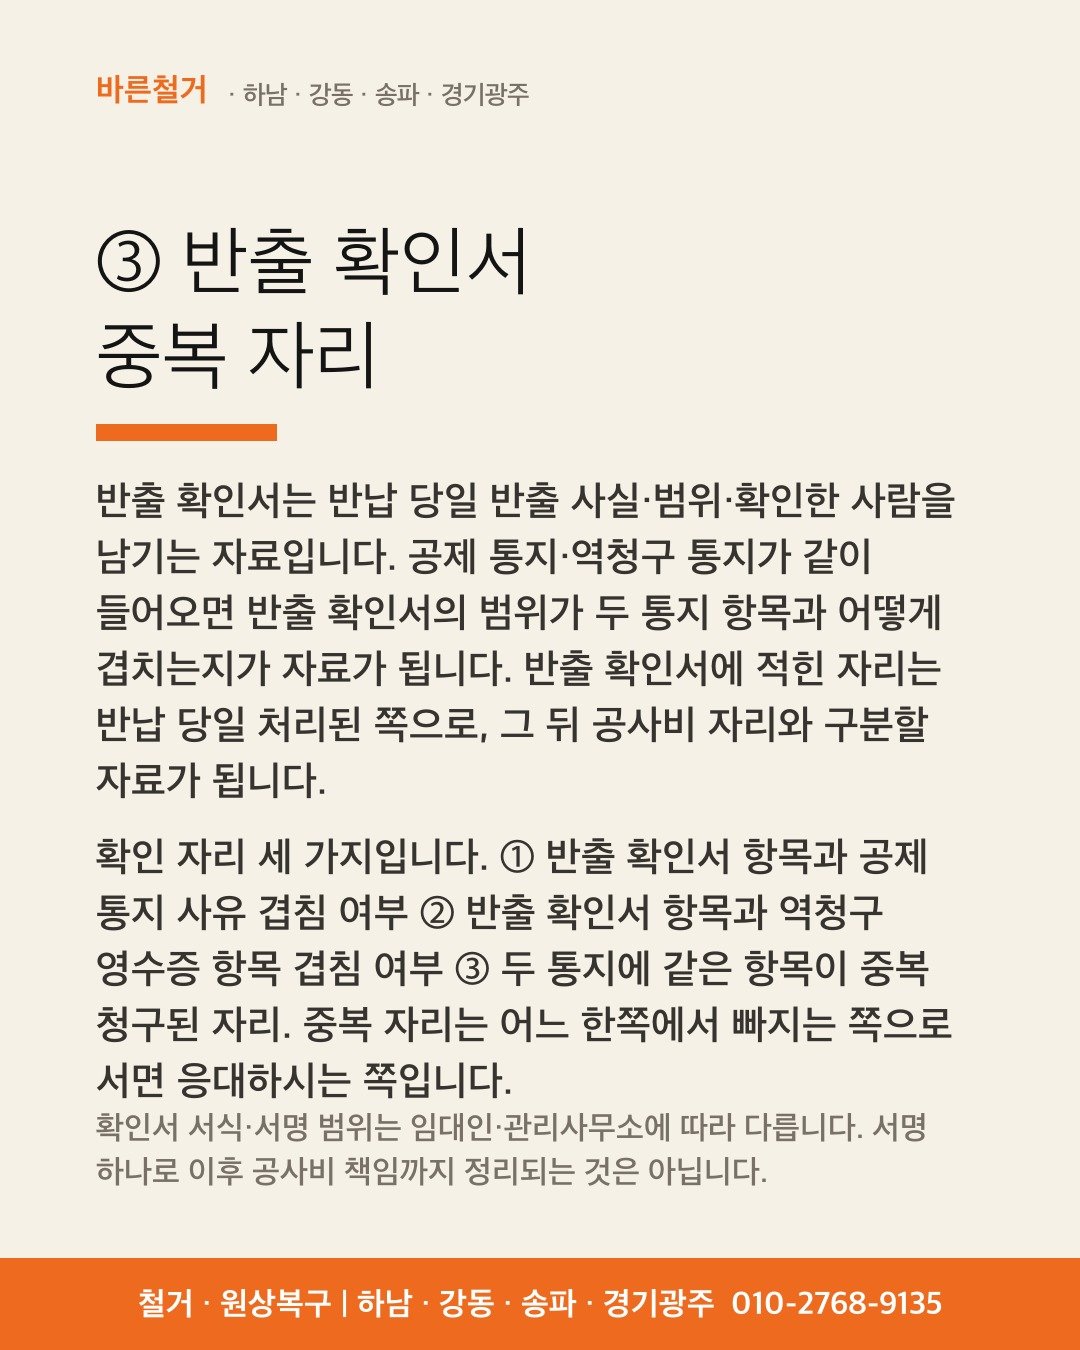 바른철거 · 하남 · 강동 · 송파 · 경기광주
③ 반출 확인서
중복 자리
반출 확인서는 반납 당일 반출 사실·범위·확인한 사람을
남기는 자료입니다. 공제 통지·역청구 통지가 같이
들어오면 반출 확인서의 범위가 두 통지 항목과 어떻게
겹치는지가 자료가 됩니다. 반출 확인서에 적힌 자리는
반납 당일 처리된 쪽으로, 그 뒤 공사비 자리와 구분할
자료가 됩니다.
확인 자리 세 가지입니다. ① 반출 확인서 항목과 공제
통지 사유 겹침 여부 ② 반출 확인서 항목과 역청구
영수증 항목 겹침 여부 ③ 두 통지에 같은 항목이 중복
청구된 자리. 중복 자리는 어느 한쪽에서 빠지는 쪽으로
서면 응대하시는 쪽입니다.
확인서 서식·서명 범위는 임대인·관리사무소에 따라 다릅니다. 서명
하나로 이후 공사비 책임까지 정리되는 것은 아닙니다.
철거 · 원상복구 | 하남 · 강동 · 송파 · 경기광주 010-2768-9135